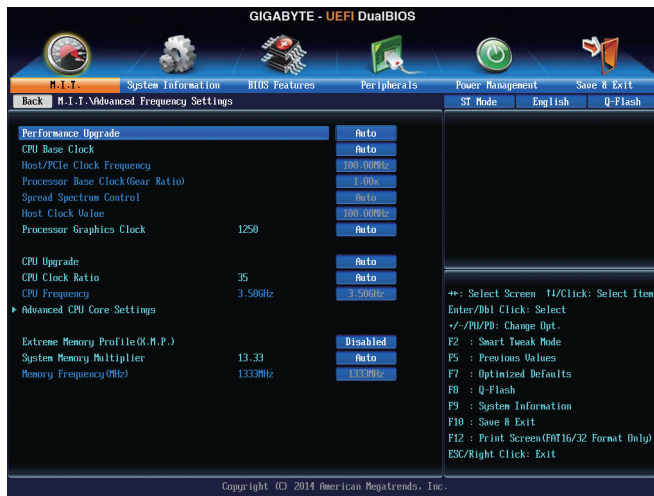 GIGABYTE - UEFI DualBIOS
M.I.T. System Information BIOS Features Peripherals Power Management Save & Exit
Back M.I.T.\Advanced Frequency Settings ST Mode English Q-Flash
Performance Upgrade Auto
CPU Base Clock Auto
Host/PCIe Clock Frequency 100.00MHz
Processor Base Clock(Gear Ratio) 1.00x
Spread Spectrum Control Auto
Host Clock Value 100.00MHz
Processor Graphics Clock 1250 Auto
CPU Upgrade Auto
CPU Clock Ratio 35 Auto
CPU Frequency 3.50GHz 3.50GHz
Advanced CPU Core Settings
Extreme Memory Profile(X.M.P.) Disabled
System Memory Multiplier 13.33 Auto
Memory Frequency(MHz) 1333MHz 1333MHz
↔: Select Screen ↑↓/Click: Select Item
Enter/Dbl Click: Select
+/-/PU/PD: Change Opt.
F2 : Smart Tweak Mode
F5 : Previous Values
F7 : Optimized Defaults
F8 : Q-Flash
F9 : System Information
F10 : Save & Exit
F12 : Print Screen(FAT16/32 Format Only)
ESC/Right Click: Exit
Copyright (C) 2014 American Megatrends, Inc.